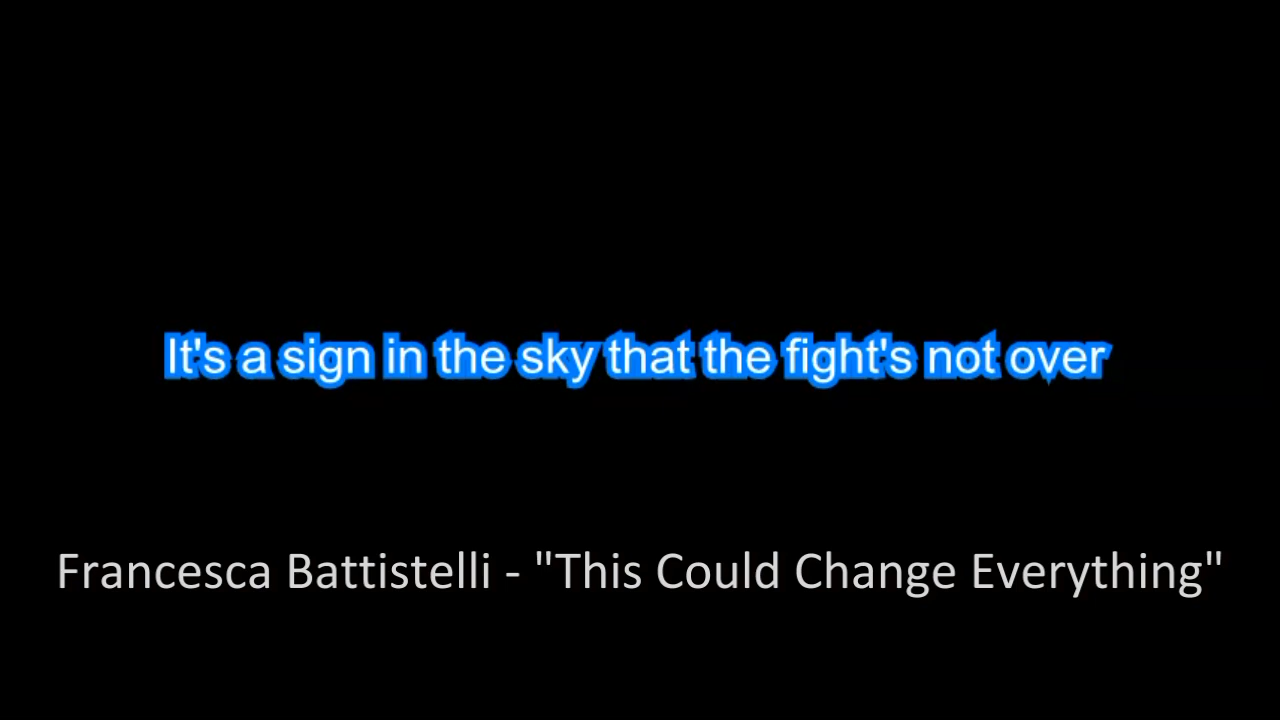 It's a sign in the sky that the fight's not over
Francesca Battistelli - "This Could Change Everything"